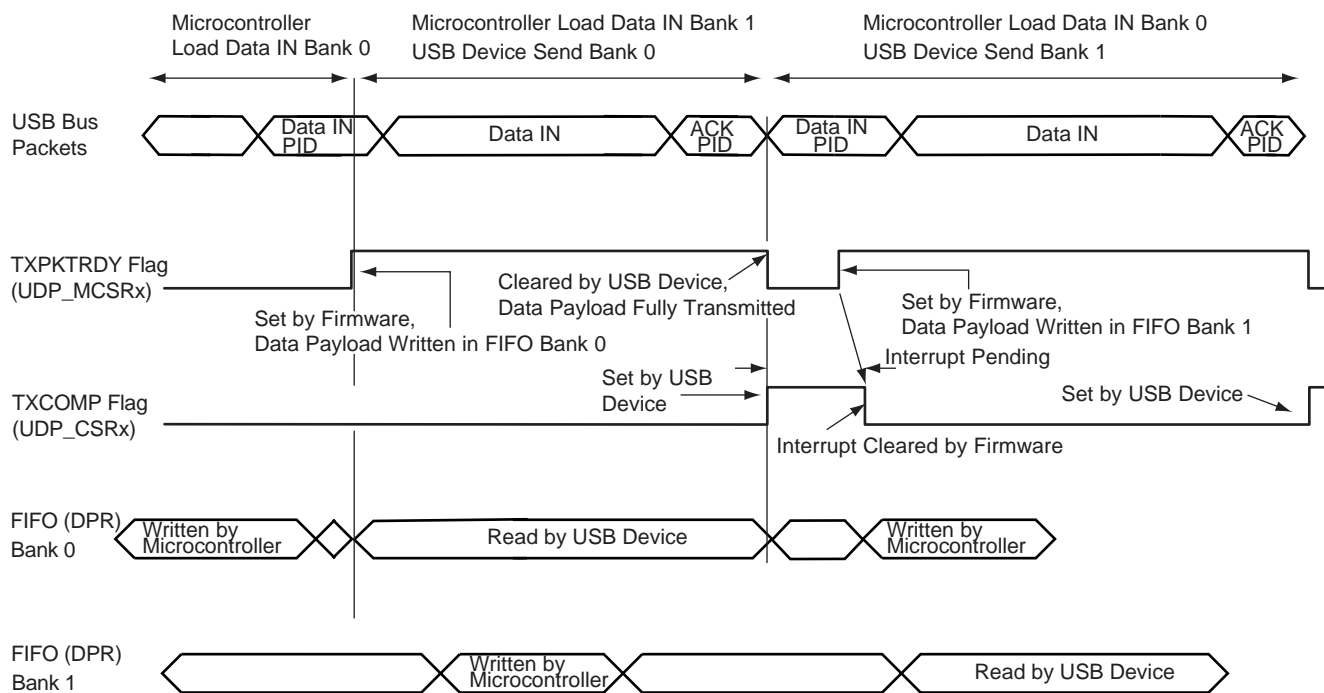 Microcontroller
Load Data IN Bank 0
Microcontroller Load Data IN Bank 1
USB Device Send Bank 0
Microcontroller Load Data IN Bank 0
USB Device Send Bank 1
USB Bus
Packets
Data IN
PID
Data IN
ACK
PID
Data IN
PID
Data IN
ACK
PID
TXPKTRDY Flag
(UDP_MCSRx)
Set by Firmware,
Data Payload Written in FIFO Bank 0
Cleared by USB Device,
Data Payload Fully Transmitted
Set by Firmware,
Data Payload Written in FIFO Bank 1
Interrupt Pending
TXCOMP Flag
(UDP_CSRx)
Set by USB
Device
Set by USB Device
Interrupt Cleared by Firmware
FIFO (DPR)
Bank 0
Written by
Microcontroller
Read by USB Device
Written by
Microcontroller
FIFO (DPR)
Bank 1
Written by
Microcontroller
Read by USB Device